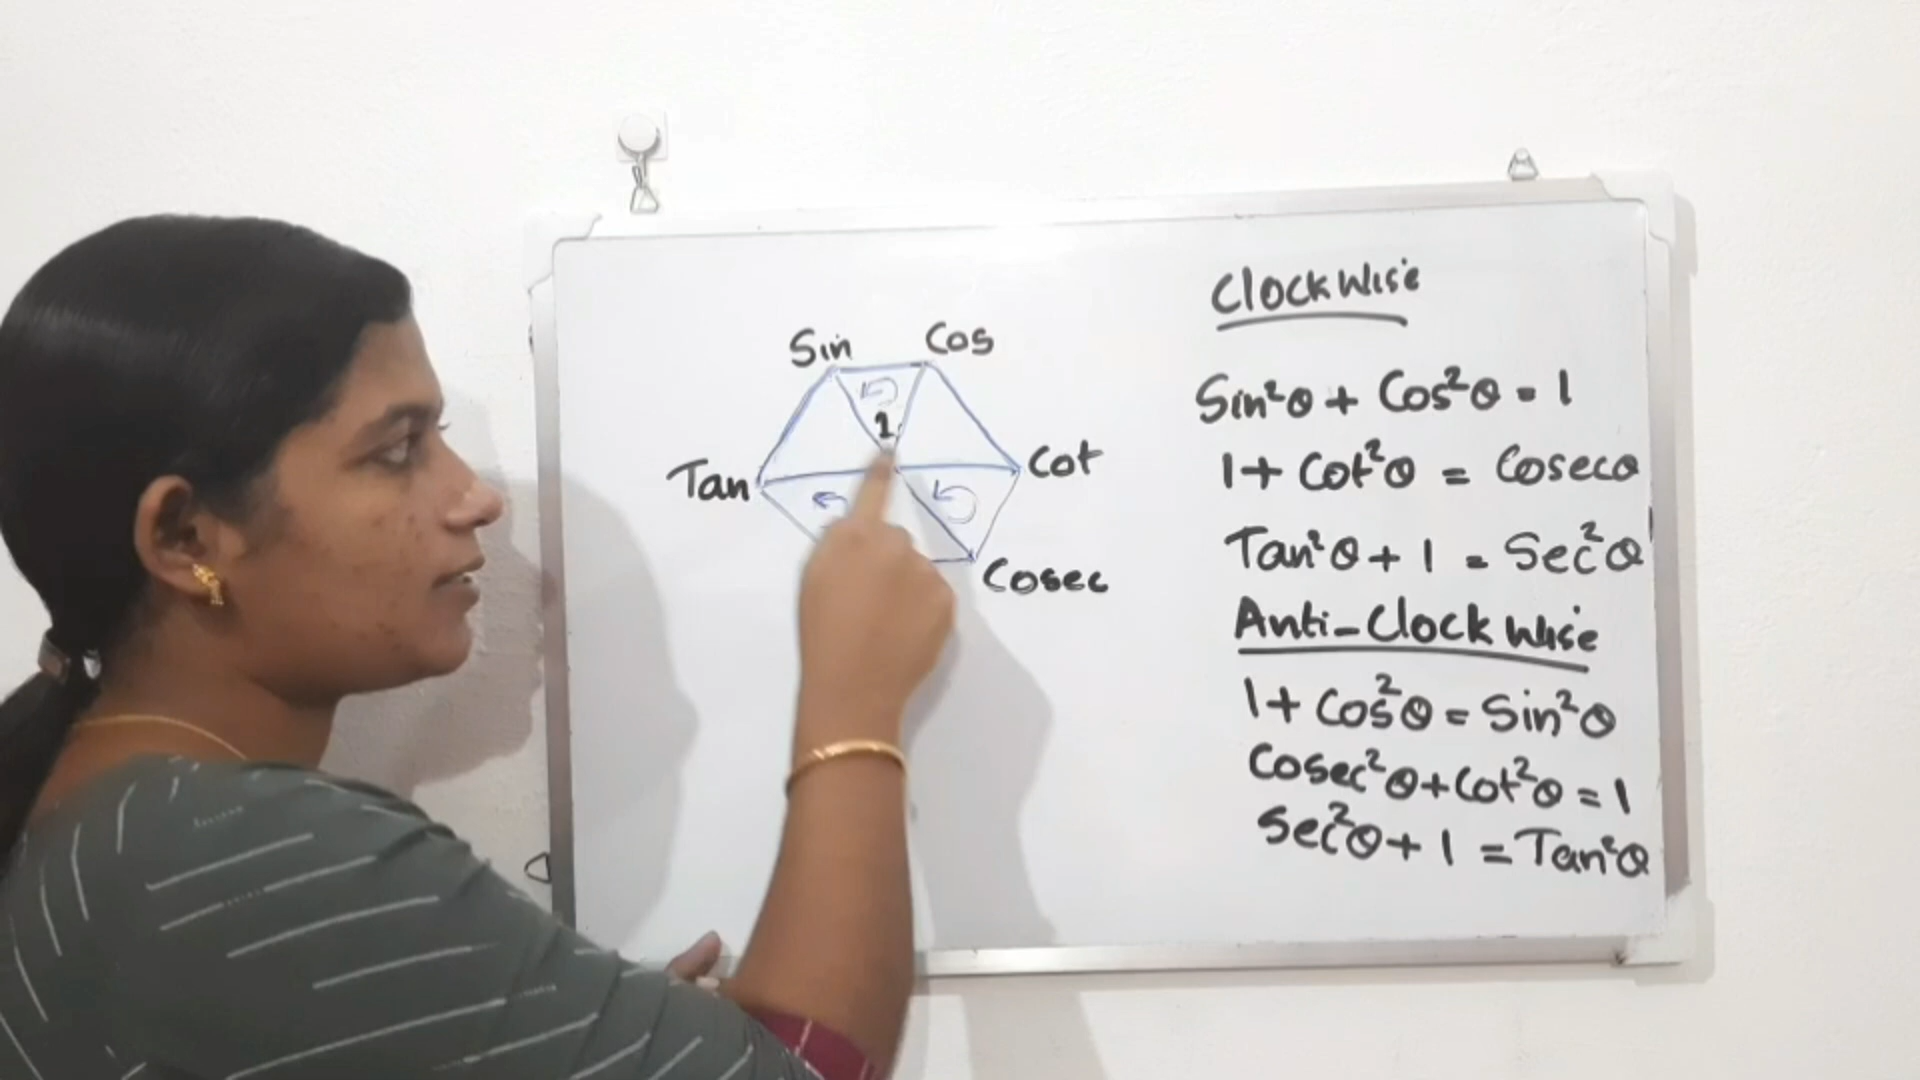 Sin Cos
1
Tan Cot
Cosec
Clockwise
Sin²θ + Cos²θ = 1
1 + Cot²θ = Cosecθ
Tan²θ + 1 = Sec²θ
Anti-Clockwise
1 + Cos²θ = Sin²θ
Cosec²θ + Cot²θ = 1
Sec²θ + 1 = Tan²θ